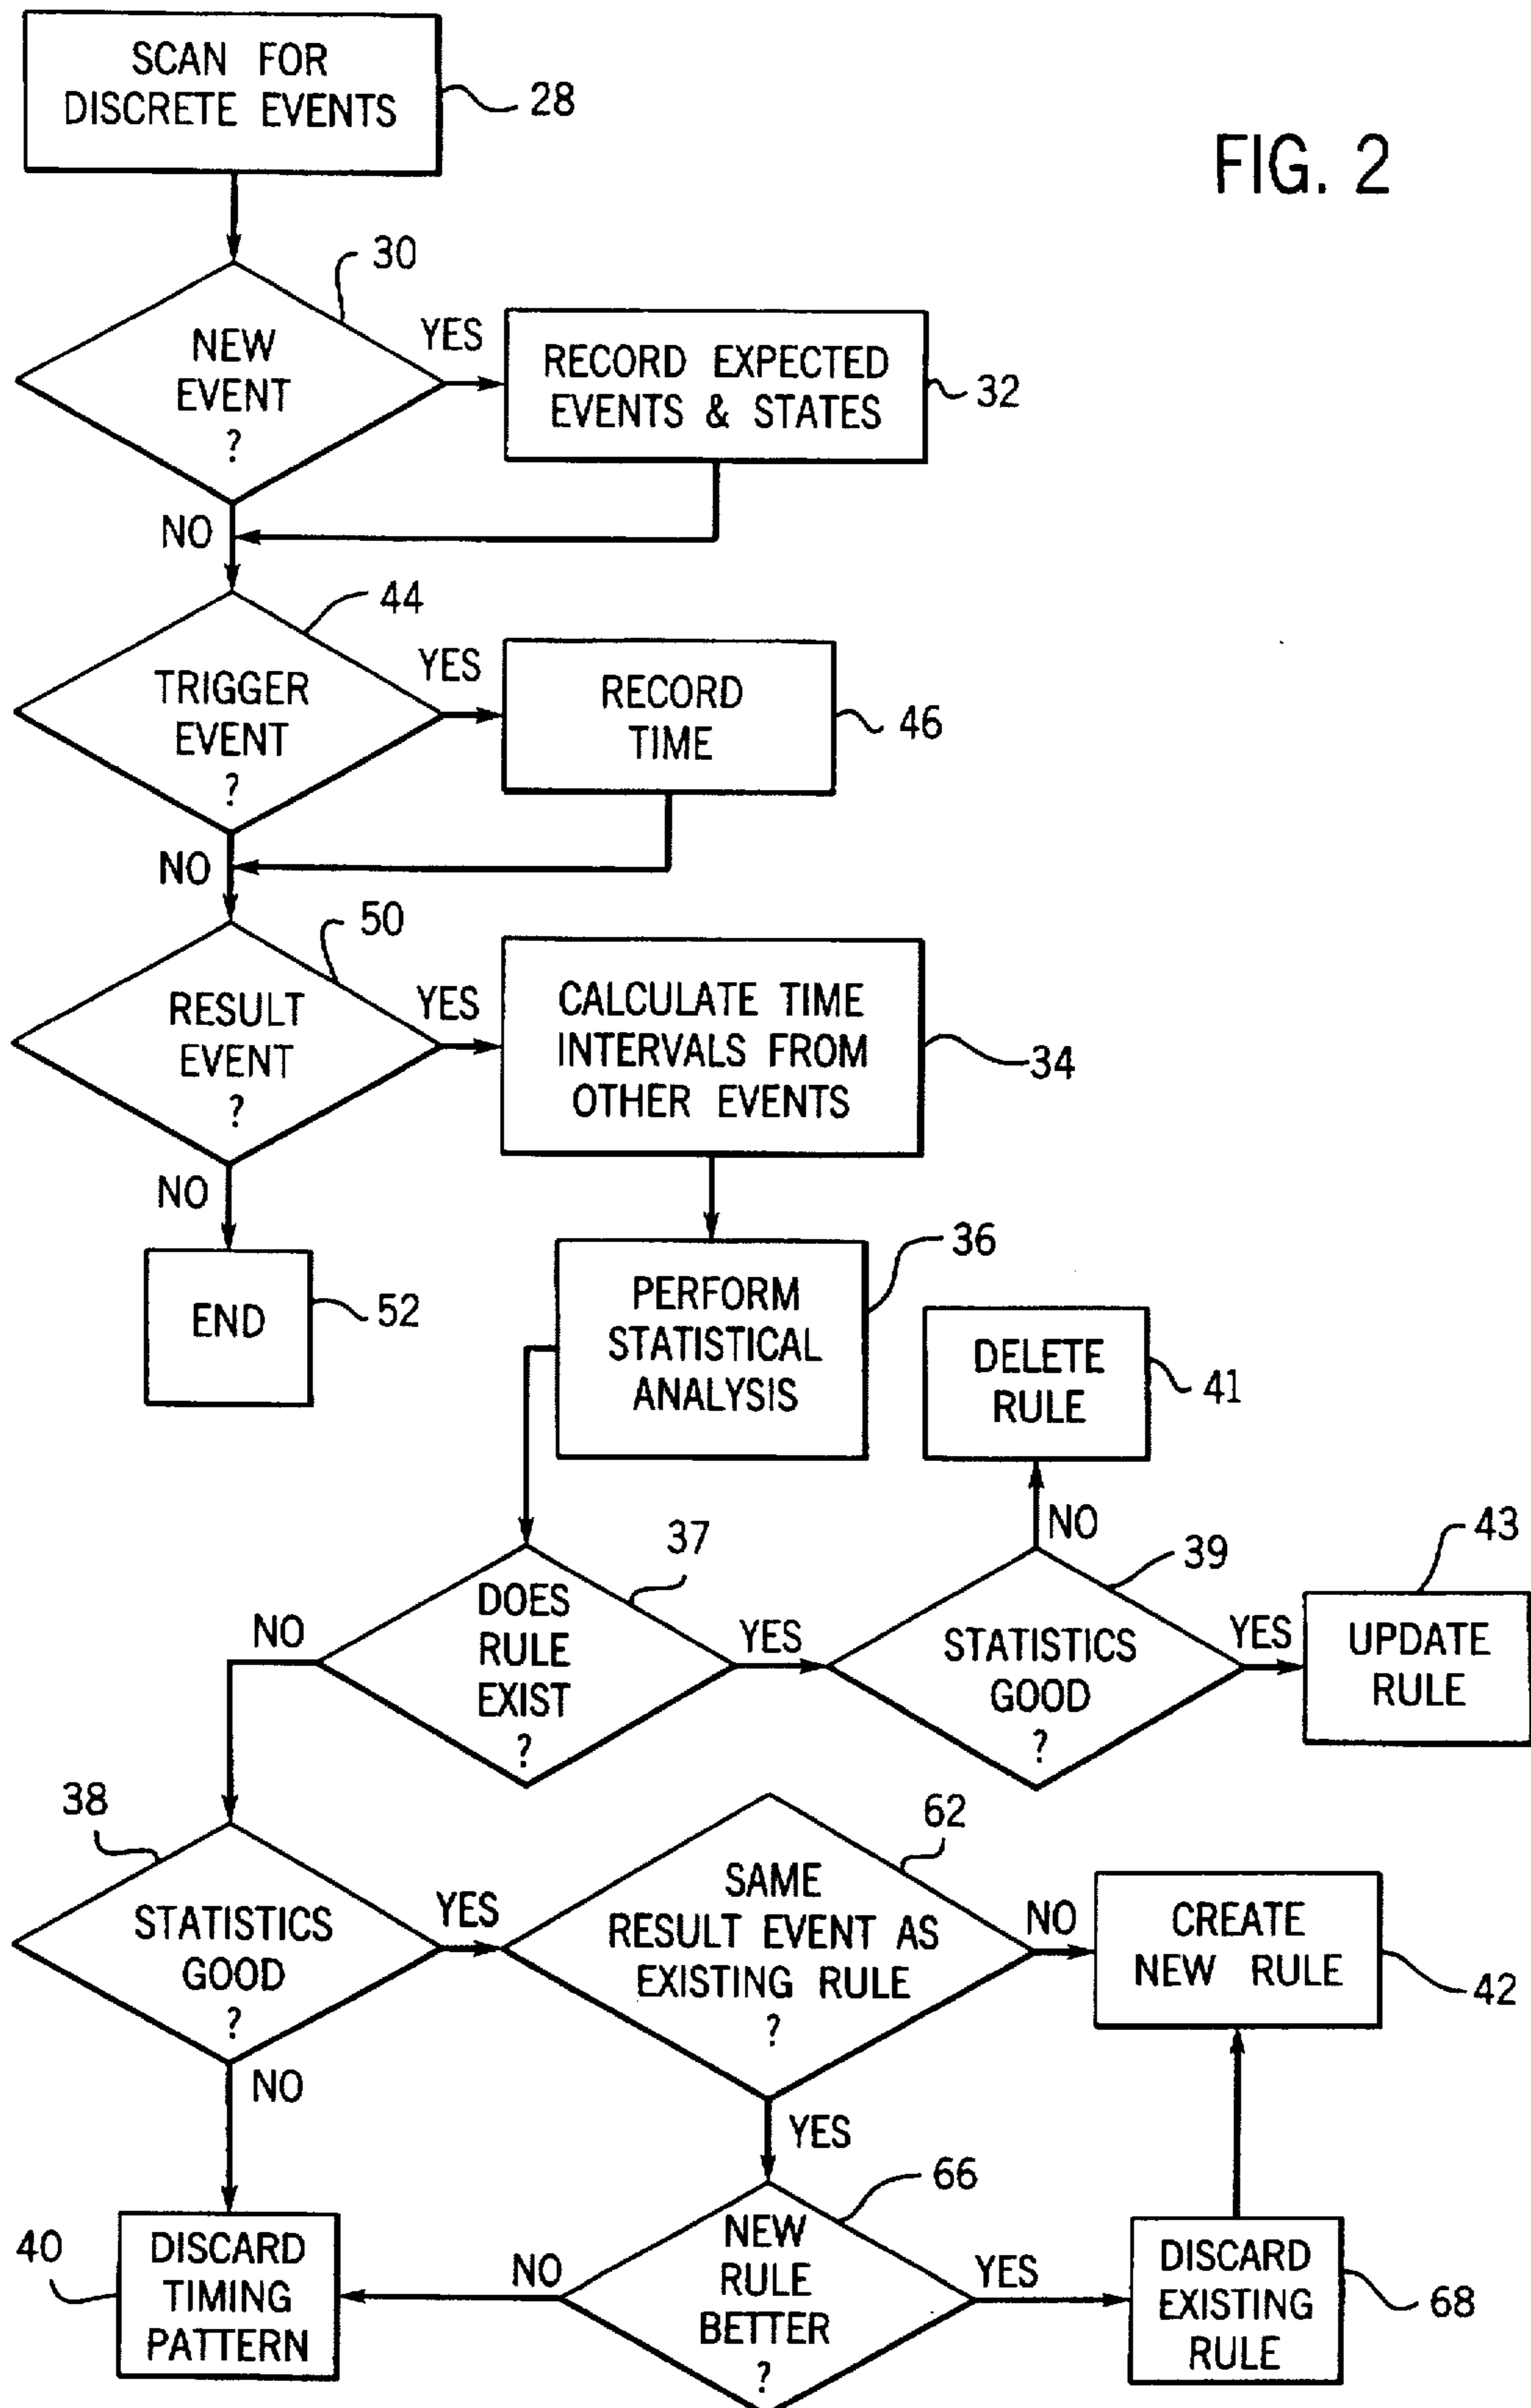 SCAN FOR
DISCRETE EVENTS
28
FIG. 2
30
NEW
EVENT
?
YES
RECORD EXPECTED
EVENTS & STATES
32
NO
44
TRIGGER
EVENT
?
YES
RECORD
TIME
46
NO
50
RESULT
EVENT
?
YES
CALCULATE TIME
INTERVALS FROM
OTHER EVENTS
34
NO
END
52
PERFORM
STATISTICAL
ANALYSIS
36
DELETE
RULE
41
NO
37
DOES
RULE
EXIST
?
NO
YES
39
STATISTICS
GOOD
?
YES
43
UPDATE
RULE
38
STATISTICS
GOOD
?
YES
62
SAME
RESULT EVENT AS
EXISTING RULE
?
NO
CREATE
NEW RULE
42
NO
YES
40
DISCARD
TIMING
PATTERN
NO
66
NEW
RULE
BETTER
?
YES
DISCARD
EXISTING
RULE
68